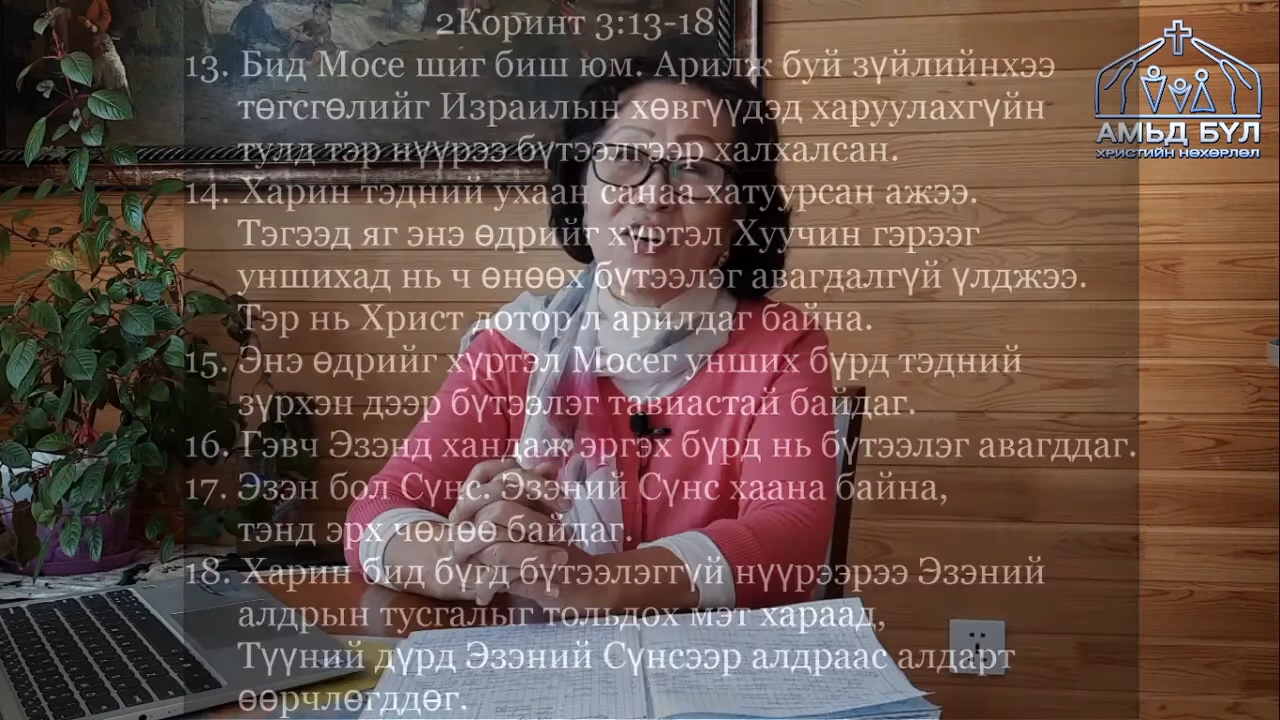 2Коринт 3:13-18
13. Бид Мосе шиг биш юм. Арилж буй зүйлийнхээ
төгсгөлийг Израилын хөвгүүдэд харуулахгүйн
тулд тэр нүүрээ бүтээлгээр халхалсан.
14. Харин тэдний ухаан санаа хатуурсан ажээ.
Тэгээд яг энэ өдрийг хүртэл Хуучин гэрээг
уншихад нь ч өнөөх бүтээлэг авагдалгүй үлджээ.
Тэр нь Христ дотор л арилдаг байна.
15. Энэ өдрийг хүртэл Мосег унших бүрд тэдний
зүрхэн дээр бүтээлэг тавиастай байдаг.
16. Гэвч Эзэнд хандаж эргэх бүрд нь бүтээлэг авагддаг.
17. Эзэн бол Сүнс. Эзэний Сүнс хаана байна,
тэнд эрх чөлөө байдаг.
18. Харин бид бүгд бүтээлэггүй нүүрээрээ Эзэний
алдрын тусгалыг тольдох мэт хараад,
Түүний дүрд Эзэний Сүнсээр алдраас алдарт
өөрчлөгддөг.
АМЬД БҮЛ
ХРИСТИЙН НӨХӨРЛӨЛ